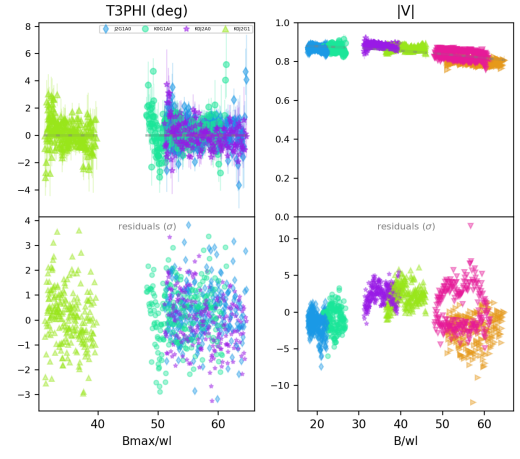 T3PHI (deg)
|V|
J2G1A0 K0G1A0 K0J2A0 K0J2G1
8
6
4
2
0
−2
−4
1.0
0.8
0.6
0.4
0.2
0.0
residuals (σ)
residuals (σ)
4
3
2
1
0
−1
−2
−3
10
5
0
−5
−10
40 50 60
20 30 40 50 60
Bmax/wl
B/wl